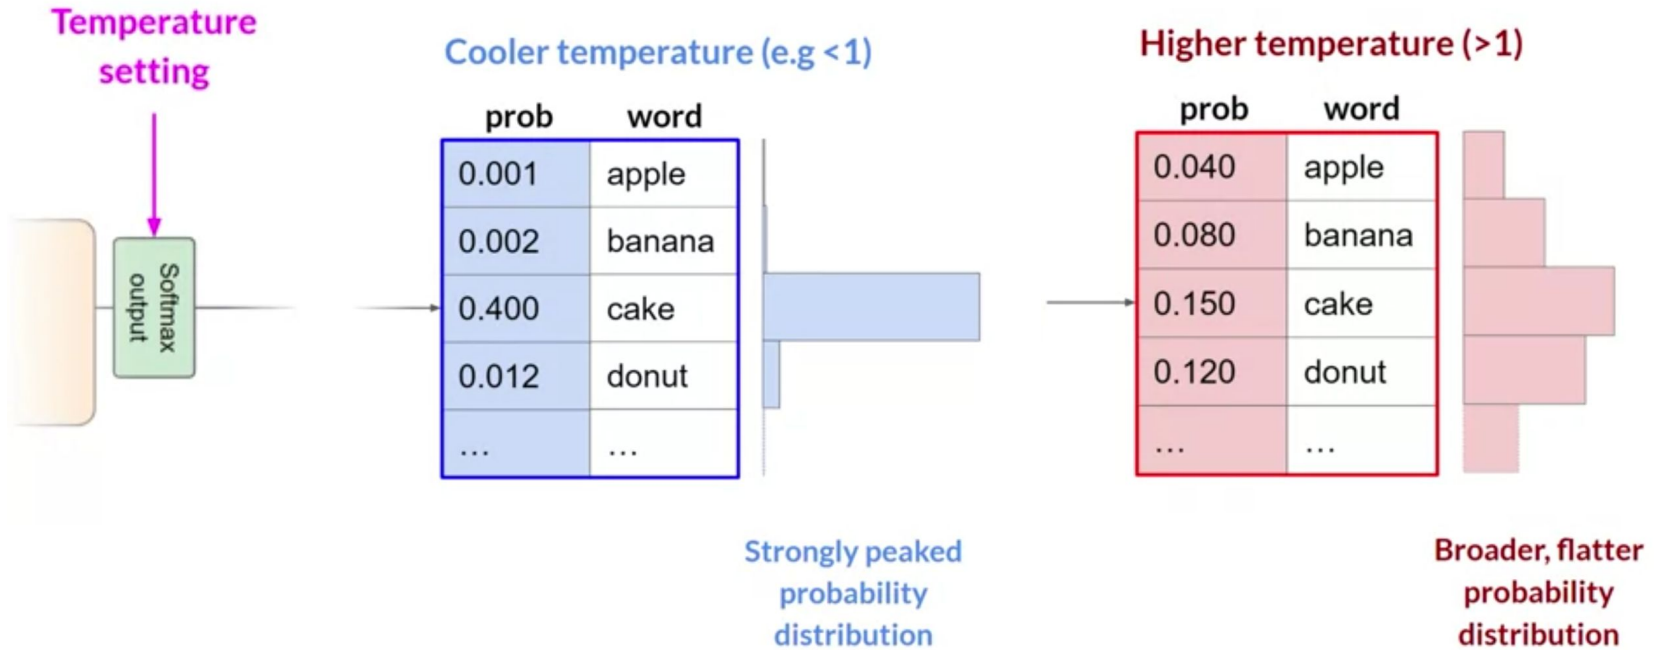 Temperature
setting
Softmax
output
Cooler temperature (e.g <1)
prob word
0.001 apple
0.002 banana
0.400 cake
0.012 donut
... ...
Strongly peaked
probability
distribution
Higher temperature (>1)
prob word
0.040 apple
0.080 banana
0.150 cake
0.120 donut
... ...
Broader, flatter
probability
distribution